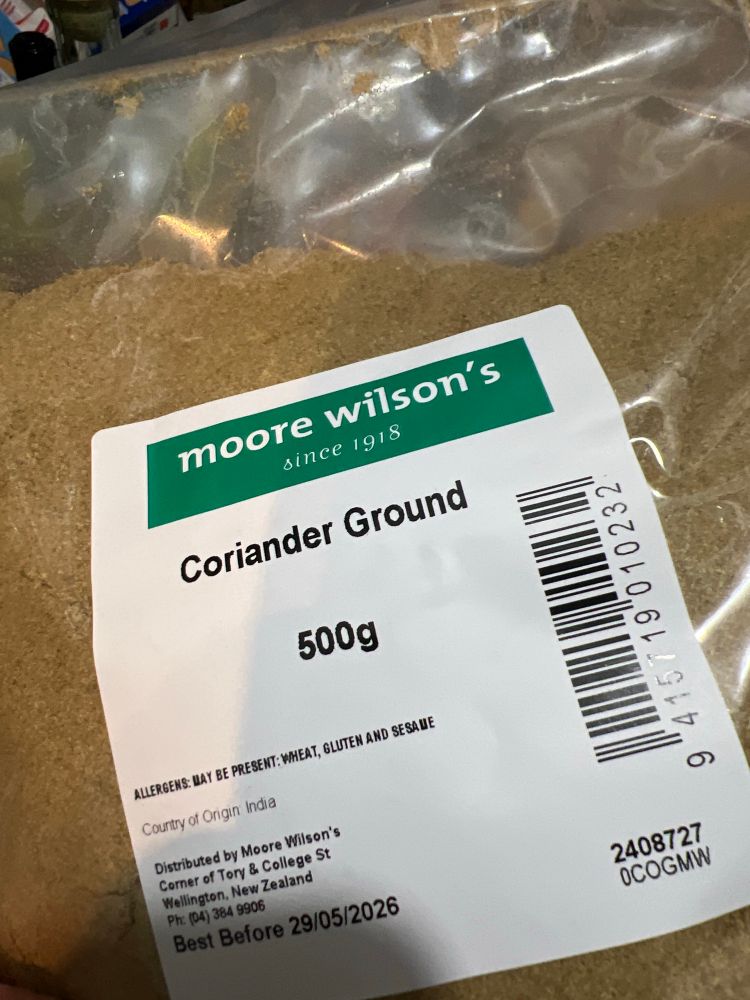 moore wilson's
since 1918
Coriander Ground
500g
ALLERGENS: MAY BE PRESENT: WHEAT, GLUTEN AND SESAME
Country of Origin India
Distributed by Moore Wilson's
Corner of Tory & College St
Wellington, New Zealand
Ph: (04) 384 9906
Best Before 29/05/2026
9 415719 010232
2408727
0COGMW